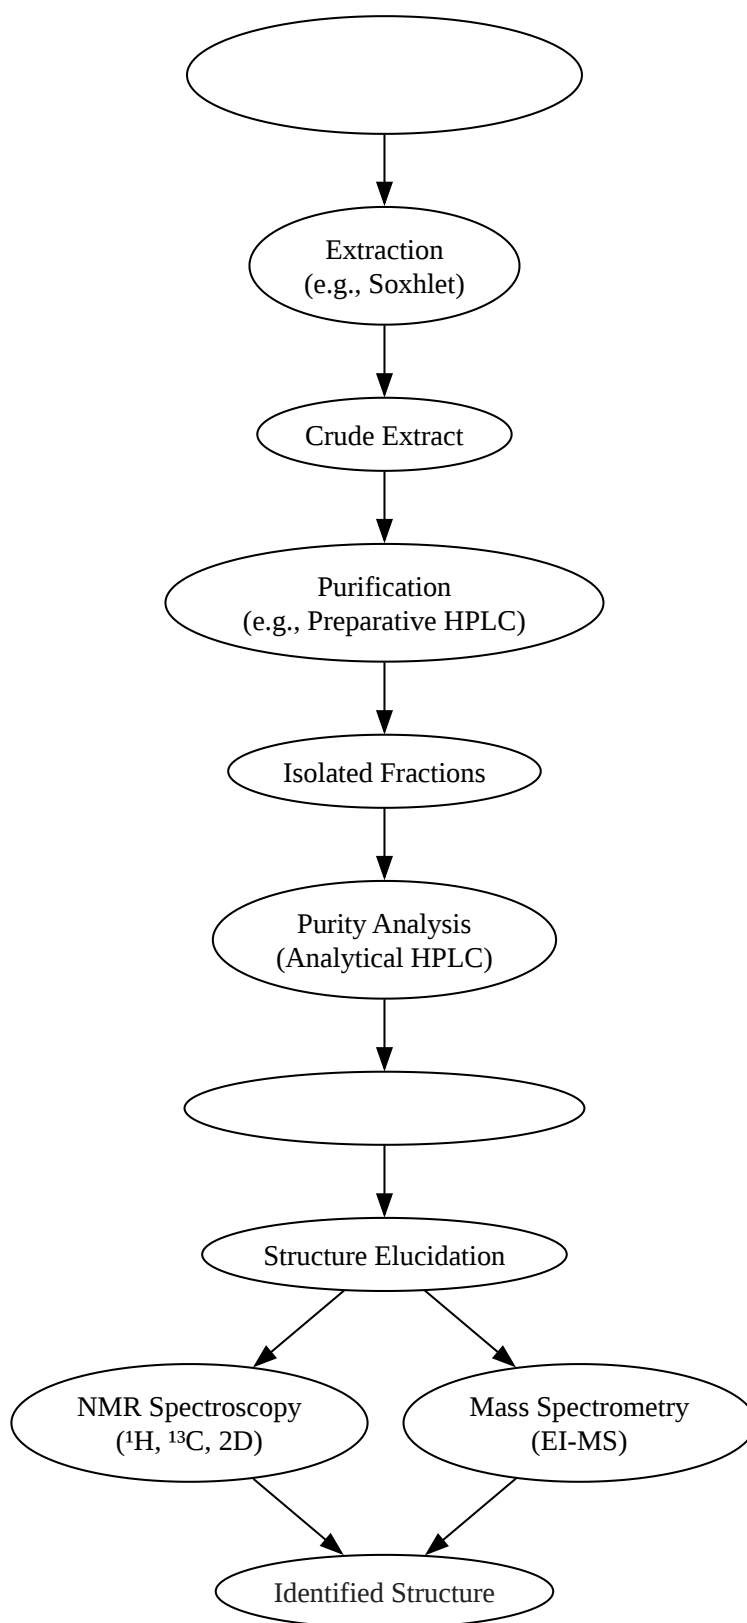 Extraction
(e.g., Soxhlet)
Crude Extract
Purification
(e.g., Preparative HPLC)
Isolated Fractions
Purity Analysis
(Analytical HPLC)
Structure Elucidation
NMR Spectroscopy
(¹H, ¹³C, 2D)
Mass Spectrometry
(EI-MS)
Identified Structure